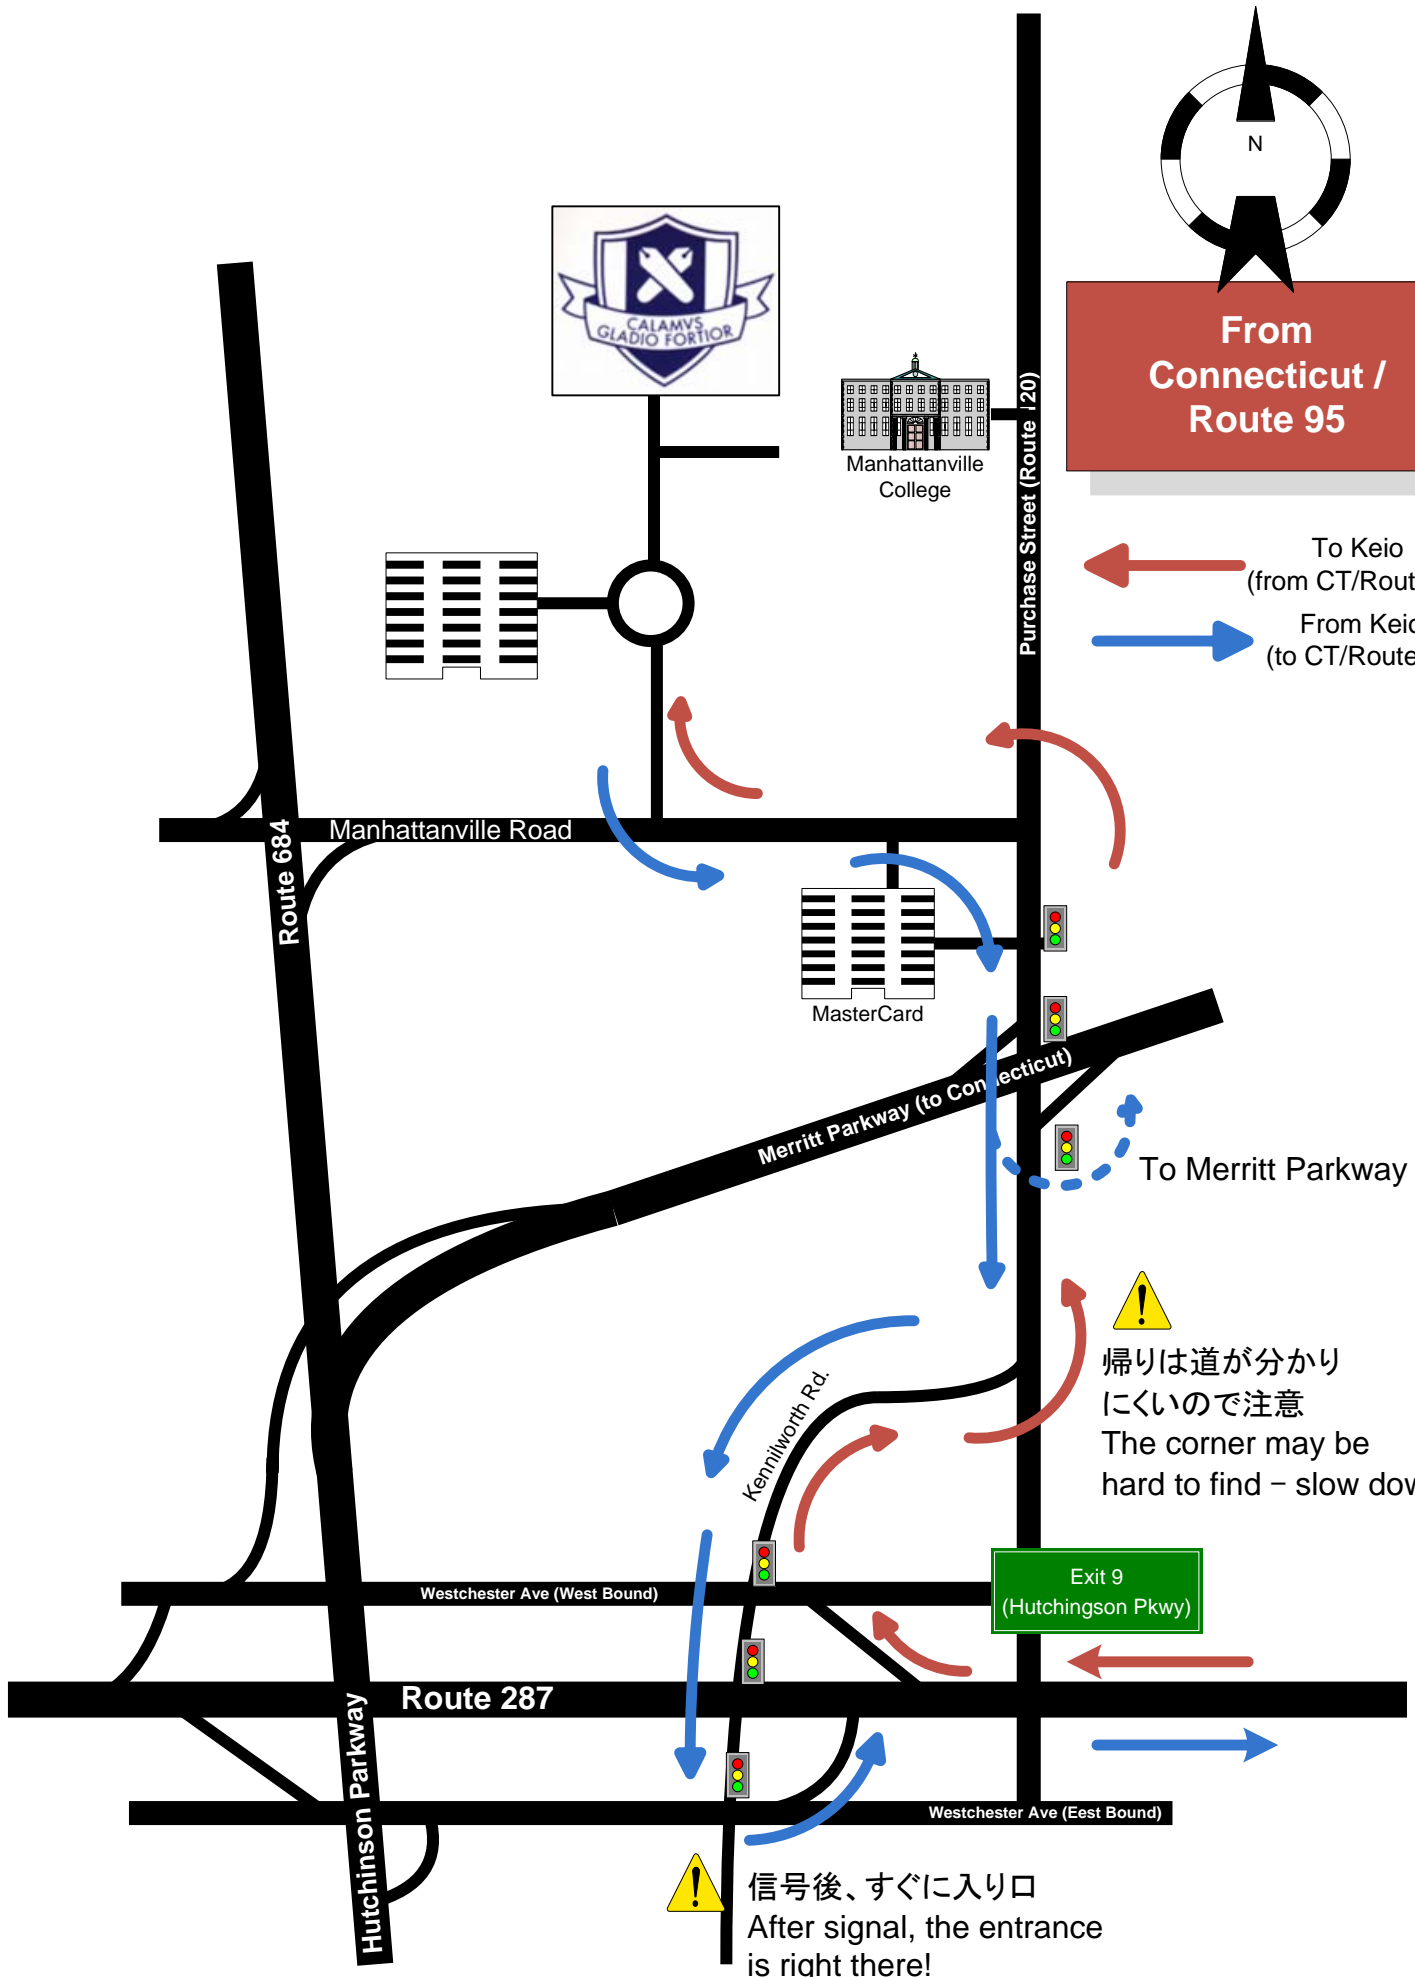 N
From
Connecticut /
Route 95
CALAMVS
GLADIO FORTIOR
Manhattanville
College
Purchase Street (Route 120)
To Keio
(from CT/Rout
From Keio
(to CT/Route
Manhattanville Road
Route 684
MasterCard
Merritt Parkway (to Connecticut)
To Merritt Parkway
帰りは道が分かり
にくいので注意
The corner may be
hard to find – slow dow
Kennilworth Rd.
Exit 9
(Hutchingson Pkwy)
Westchester Ave (West Bound)
Route 287
Hutchinson Parkway
Westchester Ave (Eest Bound)
信号後、すぐに入り口
After signal, the entrance
is right there!